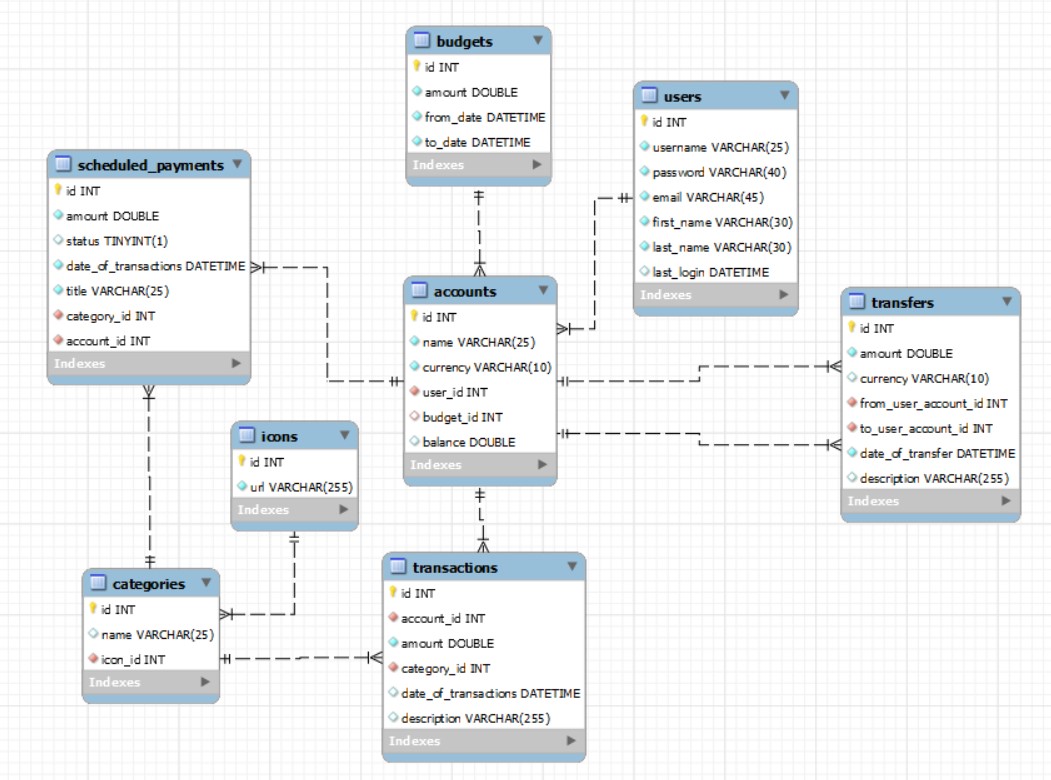 budgets
id INT
amount DOUBLE
from_date DATETIME
to_date DATETIME
Indexes
users
id INT
username VARCHAR(25)
password VARCHAR(40)
email VARCHAR(45)
first_name VARCHAR(30)
last_name VARCHAR(30)
last_login DATETIME
Indexes
scheduled_payments
id INT
amount DOUBLE
status TINYINT(1)
date_of_transactions DATETIME
title VARCHAR(25)
category_id INT
account_id INT
Indexes
accounts
id INT
name VARCHAR(25)
currency VARCHAR(10)
user_id INT
budget_id INT
balance DOUBLE
Indexes
transfers
id INT
amount DOUBLE
currency VARCHAR(10)
from_user_account_id INT
to_user_account_id INT
date_of_transfer DATETIME
description VARCHAR(255)
Indexes
icons
id INT
url VARCHAR(255)
Indexes
categories
id INT
name VARCHAR(25)
icon_id INT
Indexes
transactions
id INT
account_id INT
amount DOUBLE
category_id INT
date_of_transactions DATETIME
description VARCHAR(255)
Indexes